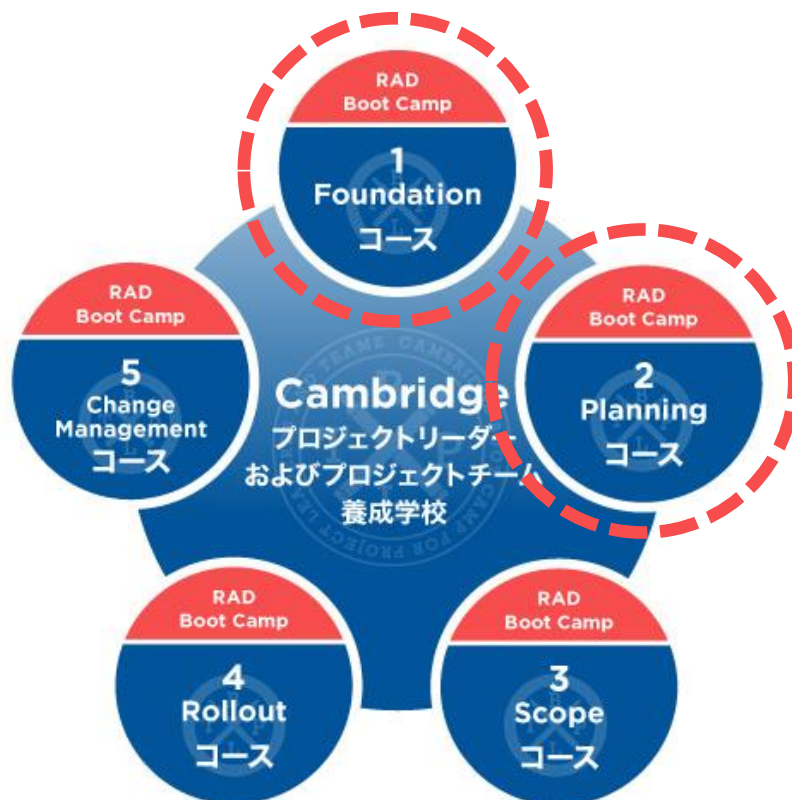 RAD
Boot Camp
1
Foundation
コース
RAD
Boot Camp
2
Planning
コース
RAD
Boot Camp
3
Scope
コース
RAD
Boot Camp
4
Rollout
コース
RAD
Boot Camp
5
Change
Management
コース
Cambridge
プロジェクトリーダー
およびプロジェクトチーム
養成学校